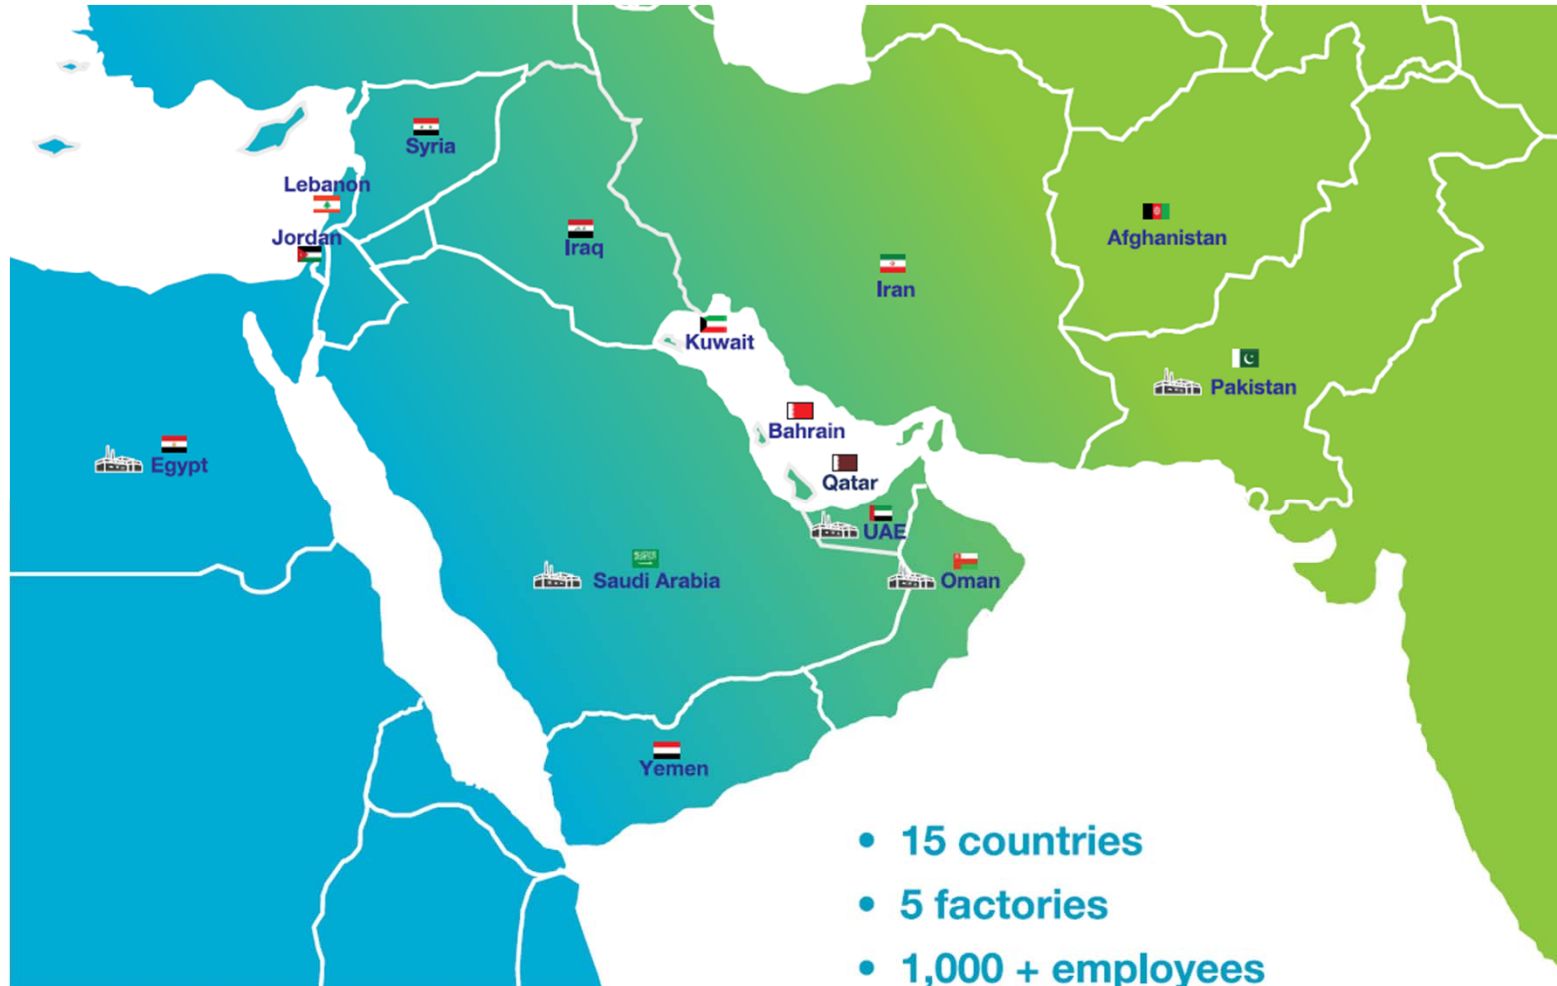 Syria
Lebanon
Jordan
Iraq
Iran
Afghanistan
Kuwait
Pakistan
Bahrain
Egypt
Qatar
UAE
Saudi Arabia
Oman
Yemen
• 15 countries
• 5 factories
• 1,000 + employees